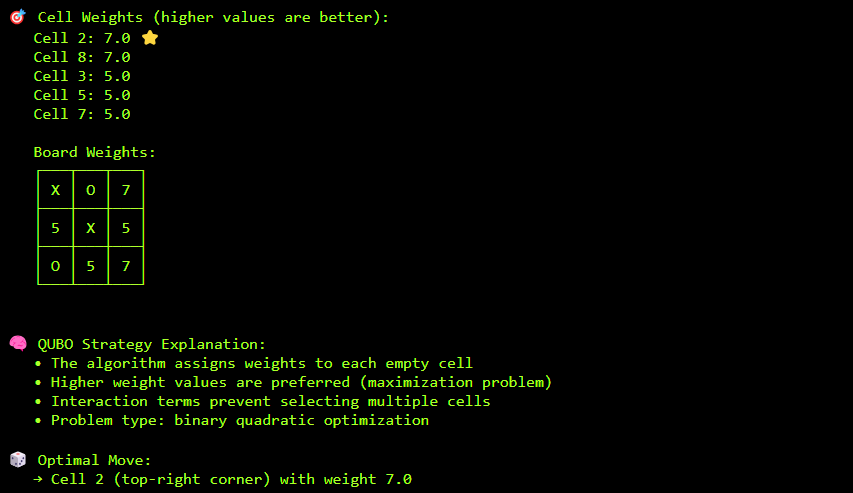 🎯 Cell Weights (higher values are better):
Cell 2: 7.0 ⭐
Cell 8: 7.0
Cell 3: 5.0
Cell 5: 5.0
Cell 7: 5.0
Board Weights:
X O 7
5 X 5
O 5 7
🧠 QUBO Strategy Explanation:
• The algorithm assigns weights to each empty cell
• Higher weight values are preferred (maximization problem)
• Interaction terms prevent selecting multiple cells
• Problem type: binary quadratic optimization
🎲 Optimal Move:
→ Cell 2 (top-right corner) with weight 7.0